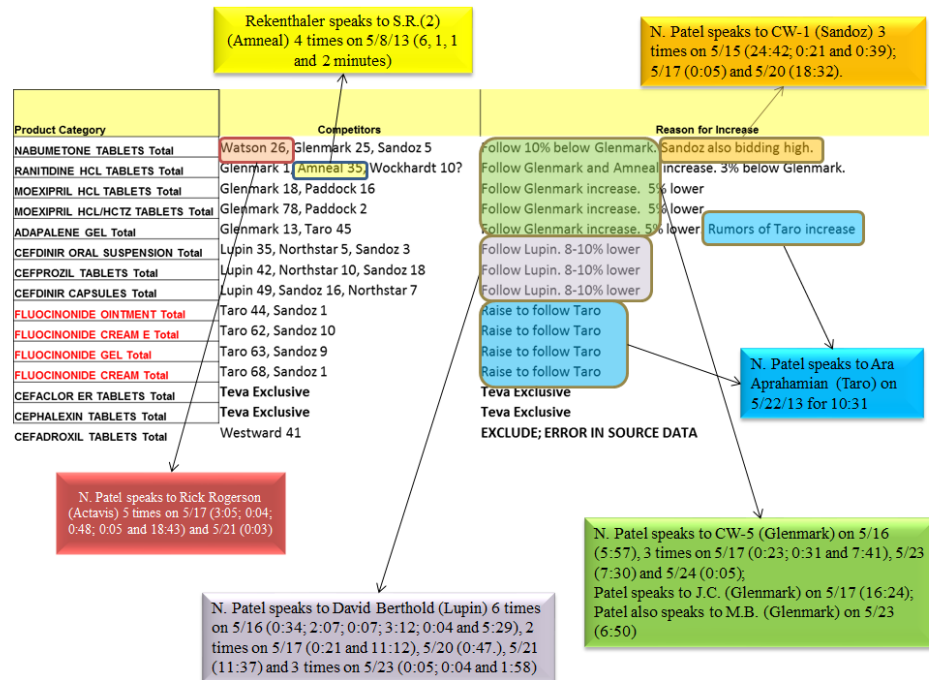 Rekenthaler speaks to S.R.(2)
(Amneal) 4 times on 5/8/13 (6, 1, 1
and 2 minutes)
N. Patel speaks to CW-1 (Sandoz) 3
times on 5/15 (24:42; 0:21 and 0:39);
5/17 (0:05) and 5/20 (18:32).
Product Category Competitors Reason for Increase
NABUMETONE TABLETS Total Watson 26, Glenmark 25, Sandoz 5 Follow 10% below Glenmark. Sandoz also bidding high.
RANITIDINE HCL TABLETS Total Glenmark 1, Amneal 35, Wockhardt 10? Follow Glenmark and Amneal increase. 3% below Glenmark.
MOEXIPRIL HCL TABLETS Total Glenmark 18, Paddock 16 Follow Glenmark increase. 5% lower
MOEXIPRIL HCL/HCTZ TABLETS Total Glenmark 78, Paddock 2 Follow Glenmark increase. 5% lower
ADAPALENE GEL Total Glenmark 13, Taro 45 Follow Glenmark increase. 5% lower. Rumors of Taro increase
CEFDINIR ORAL SUSPENSION Total Lupin 35, Northstar 5, Sandoz 3 Follow Lupin. 8-10% lower
CEFPROZIL TABLETS Total Lupin 42, Northstar 10, Sandoz 18 Follow Lupin. 8-10% lower
CEFDINIR CAPSULES Total Lupin 49, Sandoz 16, Northstar 7 Follow Lupin. 8-10% lower
FLUOCINONIDE OINTMENT Total Taro 44, Sandoz 1 Raise to follow Taro
FLUOCINONIDE CREAM E Total Taro 62, Sandoz 10 Raise to follow Taro
FLUOCINONIDE GEL Total Taro 63, Sandoz 9 Raise to follow Taro
FLUOCINONIDE CREAM Total Taro 68, Sandoz 1 Raise to follow Taro
CEFACLOR ER TABLETS Total Teva Exclusive Teva Exclusive
CEPHALEXIN TABLETS Total Teva Exclusive Teva Exclusive
CEFADROXIL TABLETS Total Westward 41 EXCLUDE; ERROR IN SOURCE DATA
N. Patel speaks to Ara
Aprahamian (Taro) on
5/22/13 for 10:31
N. Patel speaks to Rick Rogerson
(Actavis) 5 times on 5/17 (3:05; 0:04;
0:48; 0:05 and 18:43) and 5/21 (0:03)
N. Patel speaks to CW-5 (Glenmark) on 5/16
(5:57), 3 times on 5/17 (0:23; 0:31 and 7:41), 5/23
(7:30) and 5/24 (0:05);
Patel speaks to J.C. (Glenmark) on 5/17 (16:24);
Patel also speaks to M.B. (Glenmark) on 5/23
(6:50)
N. Patel speaks to David Berthold (Lupin) 6 times
on 5/16 (0:34; 2:07; 0:07; 3:12; 0:04 and 5:29), 2
times on 5/17 (0:21 and 11:12), 5/20 (0:47.), 5/21
(11:37) and 3 times on 5/23 (0:05; 0:04 and 1:58)